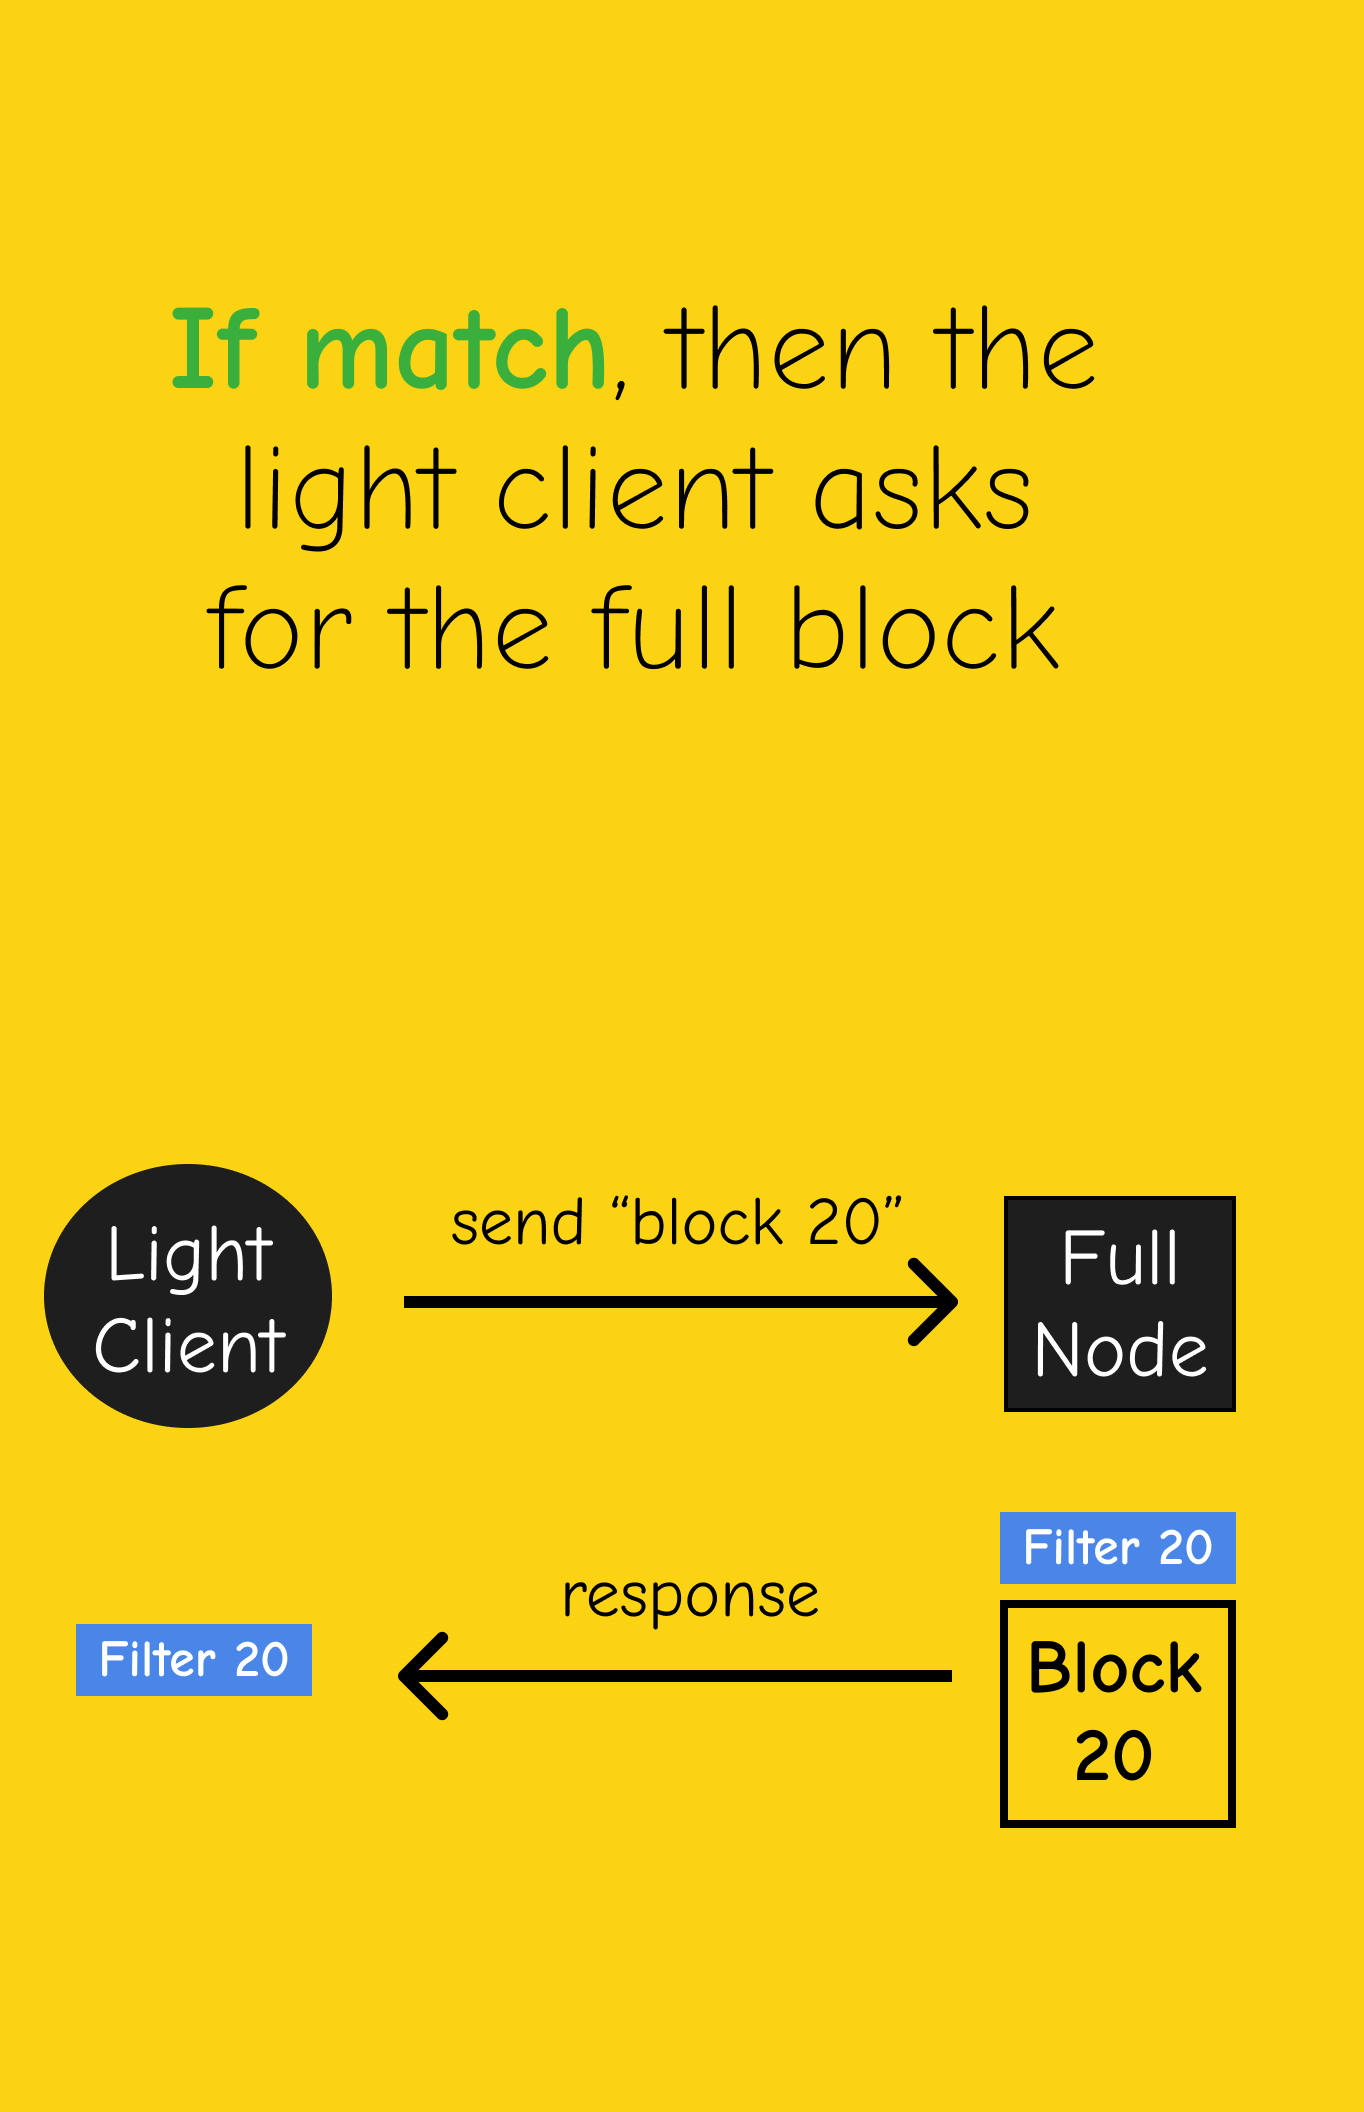 If match, then the
light client asks
for the full block
Light
Client
send “block 20”
Full
Node
Filter 20
response
Filter 20
Block
20